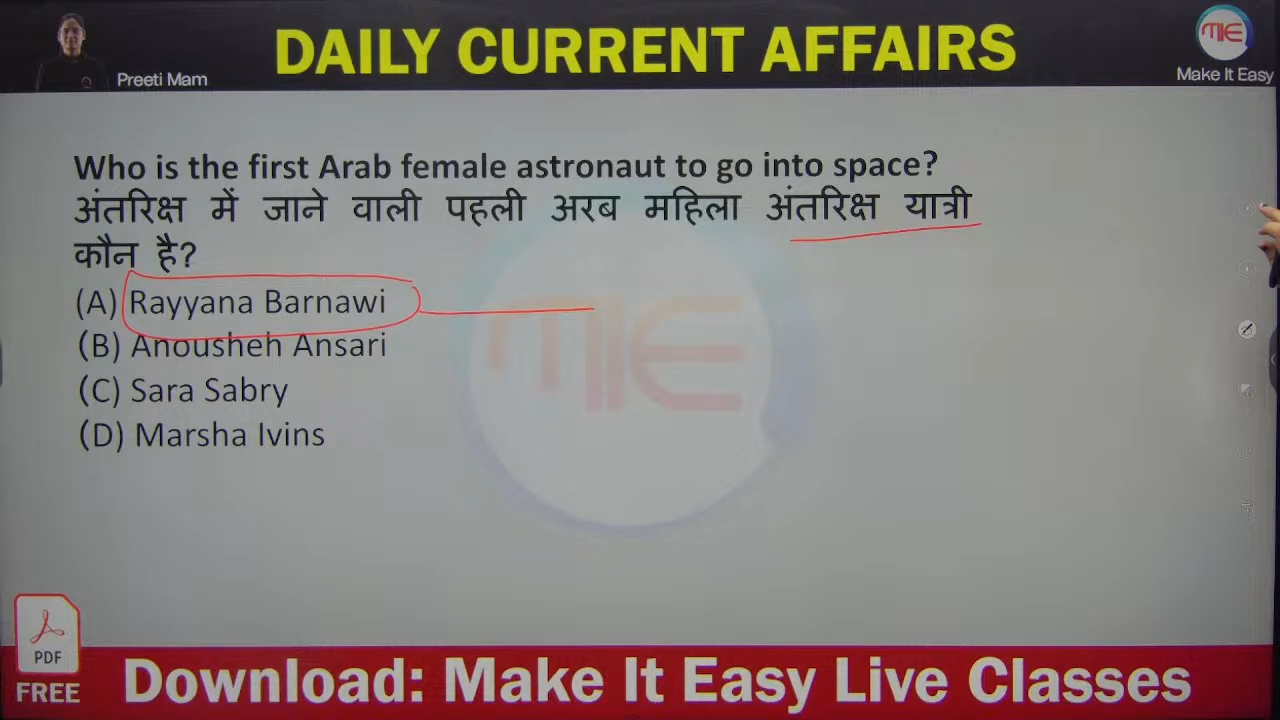 DAILY CURRENT AFFAIRS
Preeti Mam
MIE
Make It Easy
Who is the first Arab female astronaut to go into space?
अंतरिक्ष में जाने वाली पहली अरब महिला अंतरिक्ष यात्री
कौन है?
(A) Rayyana Barnawi
(B) Anousheh Ansari
(C) Sara Sabry
(D) Marsha Ivins
MIE
PDF
FREE
Download: Make It Easy Live Classes